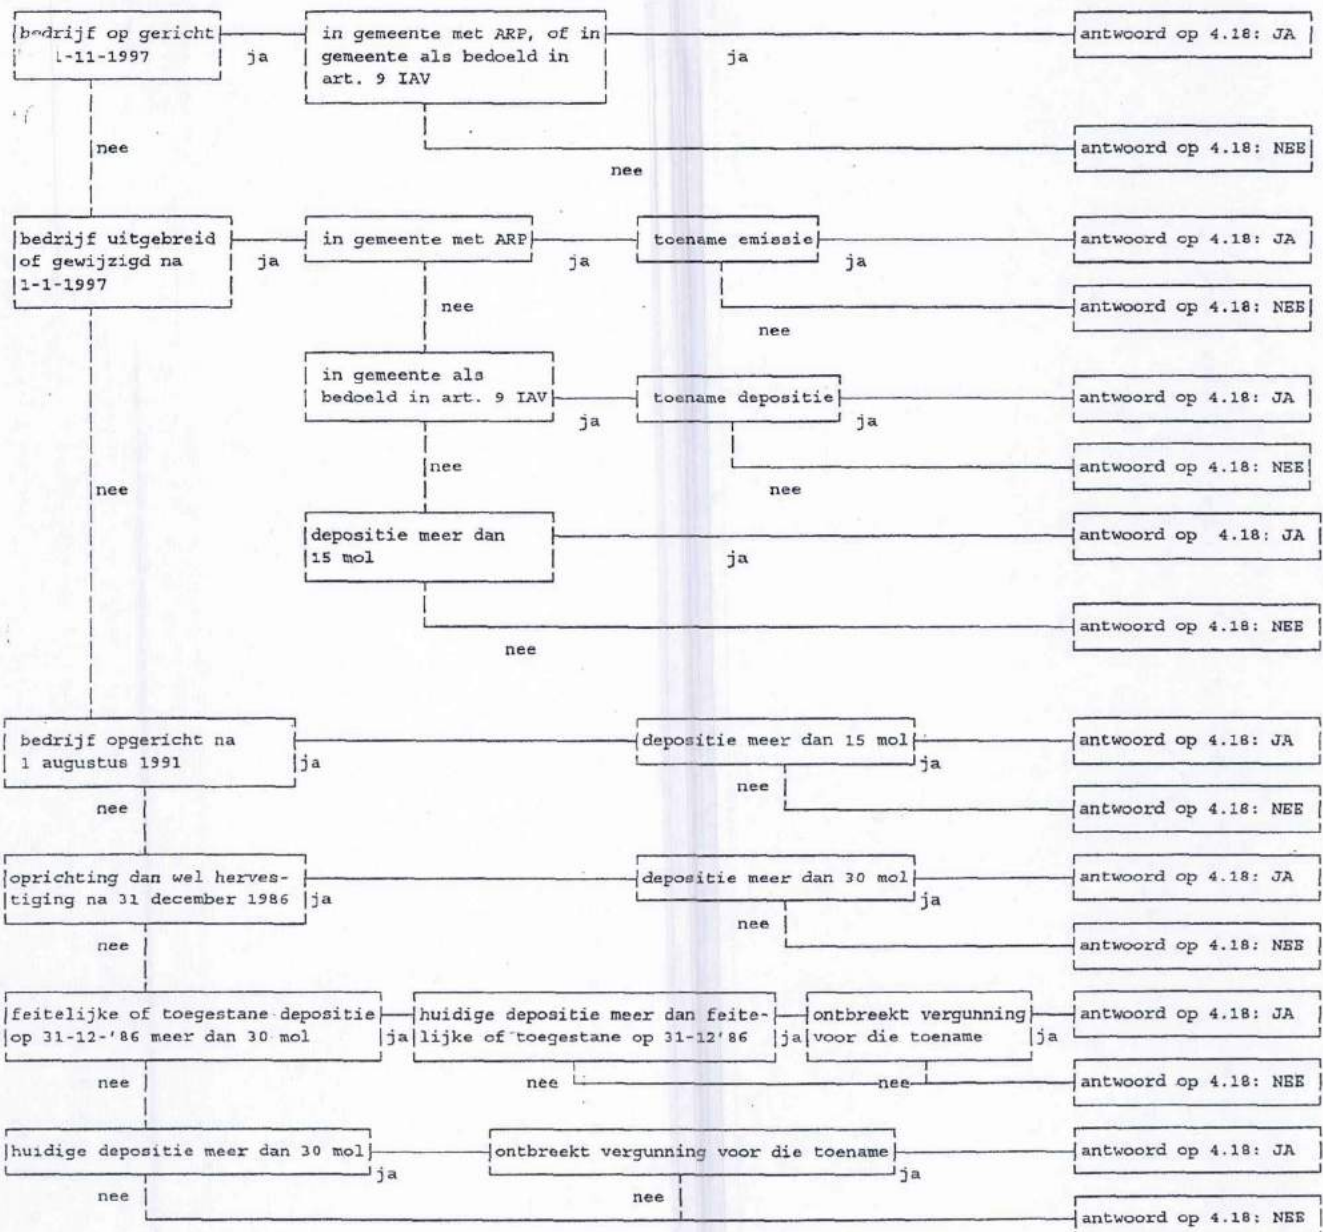 bedrijf op gericht
1-11-1997
ja
in gemeente met ARP, of in
gemeente als bedoeld in
art. 9 IAV
ja
antwoord op 4.18: JA
nee
nee
antwoord op 4.18: NEE
bedrijf uitgebreid
of gewijzigd na
1-1-1997
ja
in gemeente met ARP
ja
toename emissie
ja
antwoord op 4.18: JA
nee
nee
antwoord op 4.18: NEE
in gemeente als
bedoeld in art. 9 IAV
ja
toename depositie
ja
antwoord op 4.18: JA
nee
nee
nee
antwoord op 4.18: NEE
depositie meer dan
15 mol
ja
antwoord op 4.18: JA
nee
antwoord op 4.18: NEE
bedrijf opgericht na
1 augustus 1991
ja
depositie meer dan 15 mol
ja
antwoord op 4.18: JA
nee
nee
antwoord op 4.18: NEE
oprichting dan wel herves-
tiging na 31 december 1986
ja
depositie meer dan 30 mol
ja
antwoord op 4.18: JA
nee
nee
antwoord op 4.18: NEE
feitelijke of toegestane depositie
op 31-12-'86 meer dan 30 mol
ja
huidige depositie meer dan feite-
lijke of toegestane op 31-12'86
ja
ontbreekt vergunning
voor die toename
ja
antwoord op 4.18: JA
nee
nee
nee
antwoord op 4.18: NEE
huidige depositie meer dan 30 mol
ja
ontbreekt vergunning voor die toename
ja
antwoord op 4.18: JA
nee
nee
antwoord op 4.18: NEE